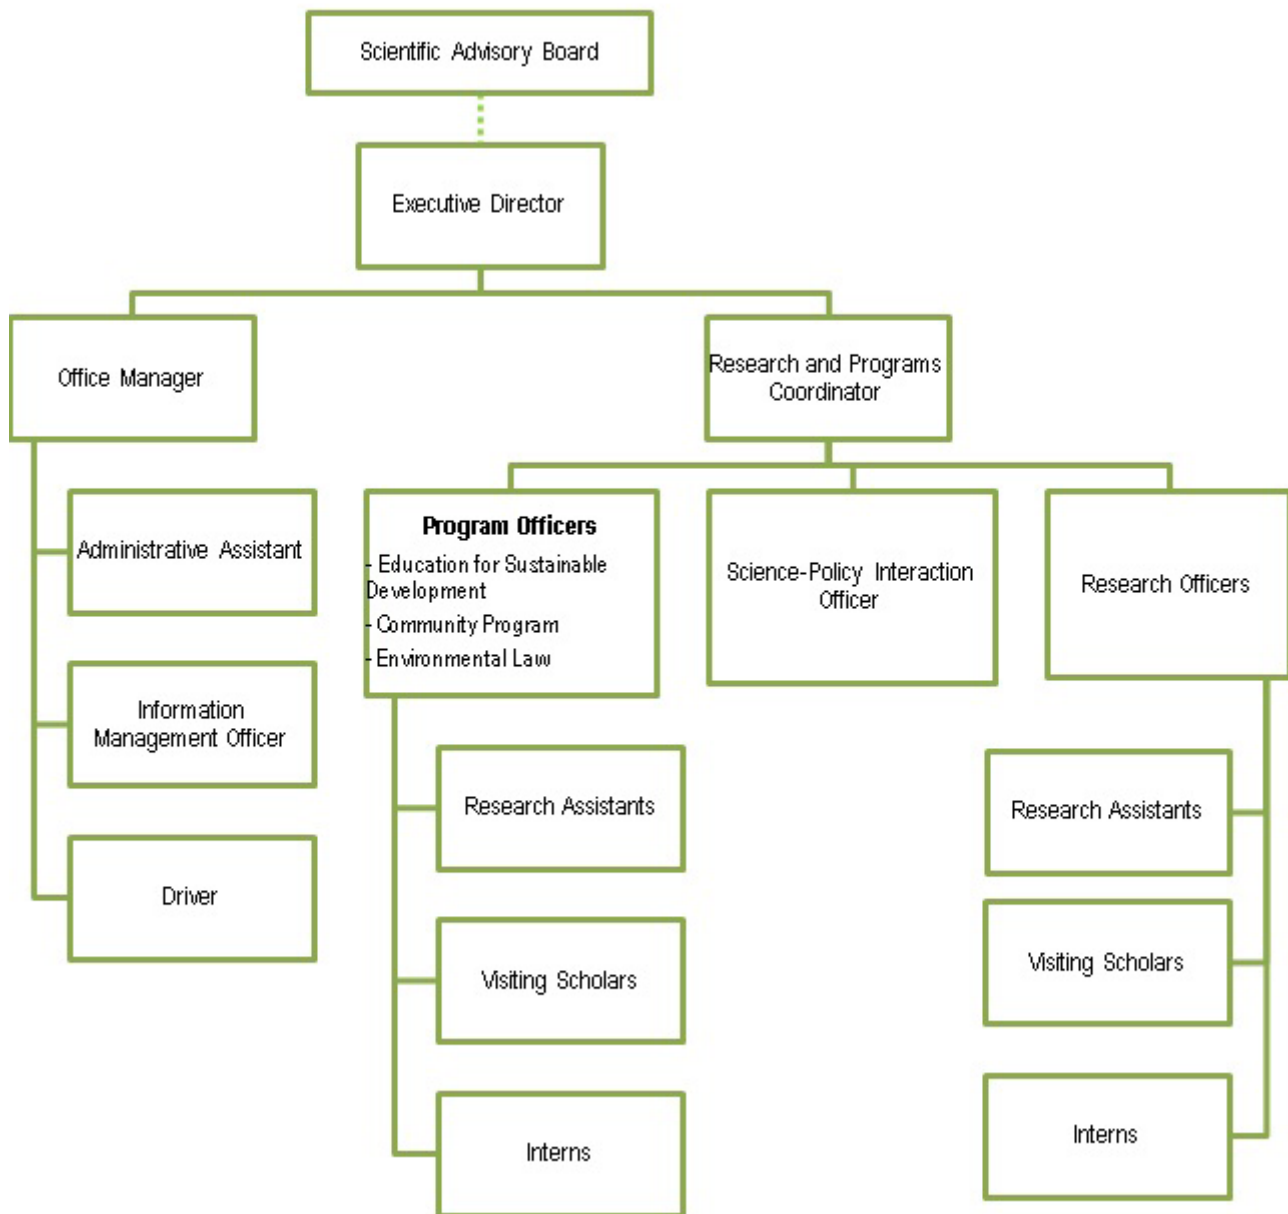 Scientific Advisory Board
Executive Director
Office Manager
Research and Programs
Coordinator
Administrative Assistant
Information
Management Officer
Driver
Program Officers
- Education for Sustainable
Development
- Community Program
- Environmental Law
Science-Policy Interaction
Officer
Research Officers
Research Assistants
Visiting Scholars
Interns
Research Assistants
Visiting Scholars
Interns